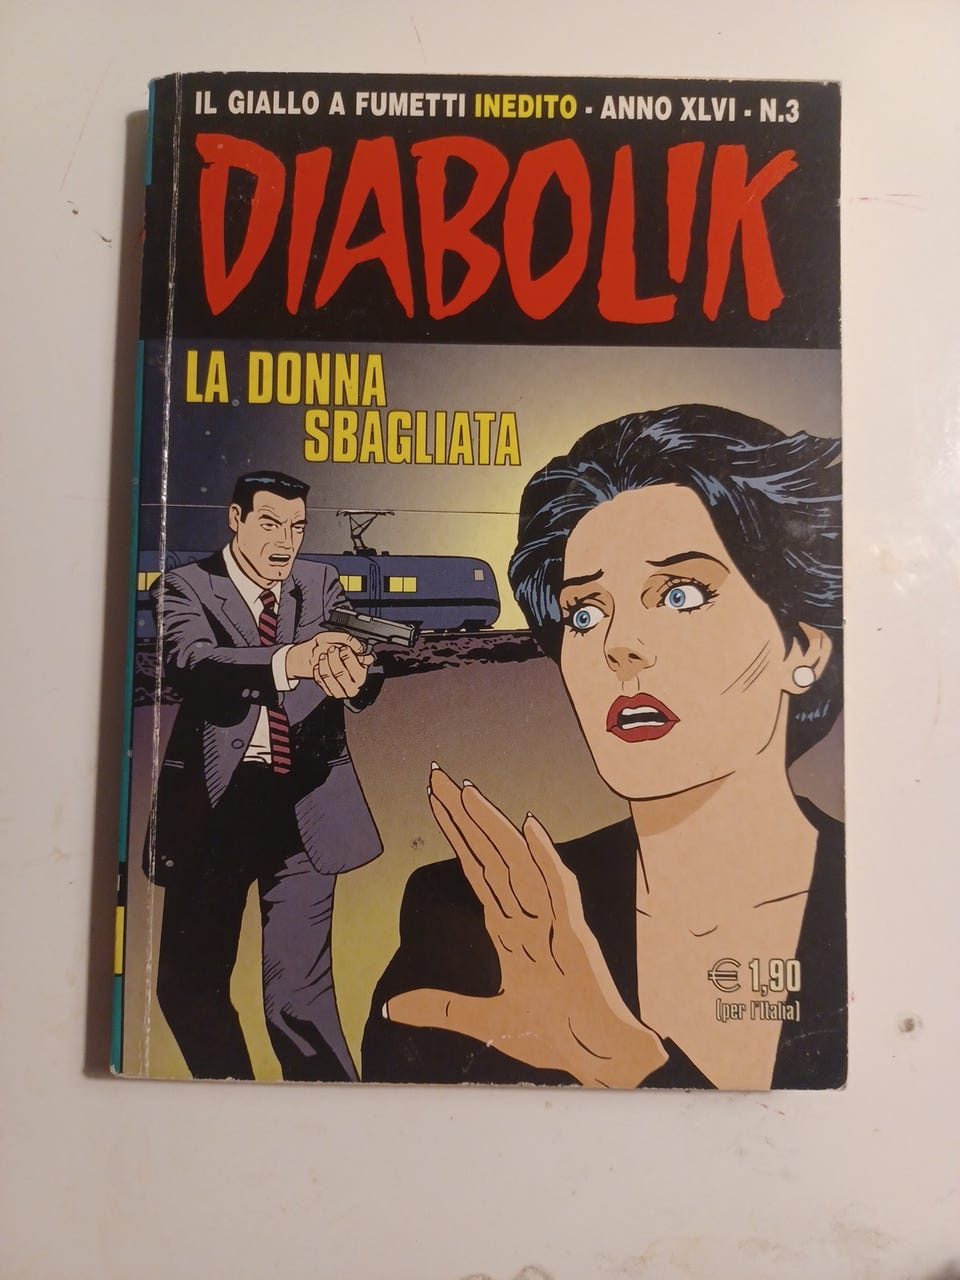 IL GIALLO A FUMETTI INEDITO - ANNO XLVI - N.3
DIABOLIK
LA DONNA
SBAGLIATA
€ 1,90
(per l'Italia)